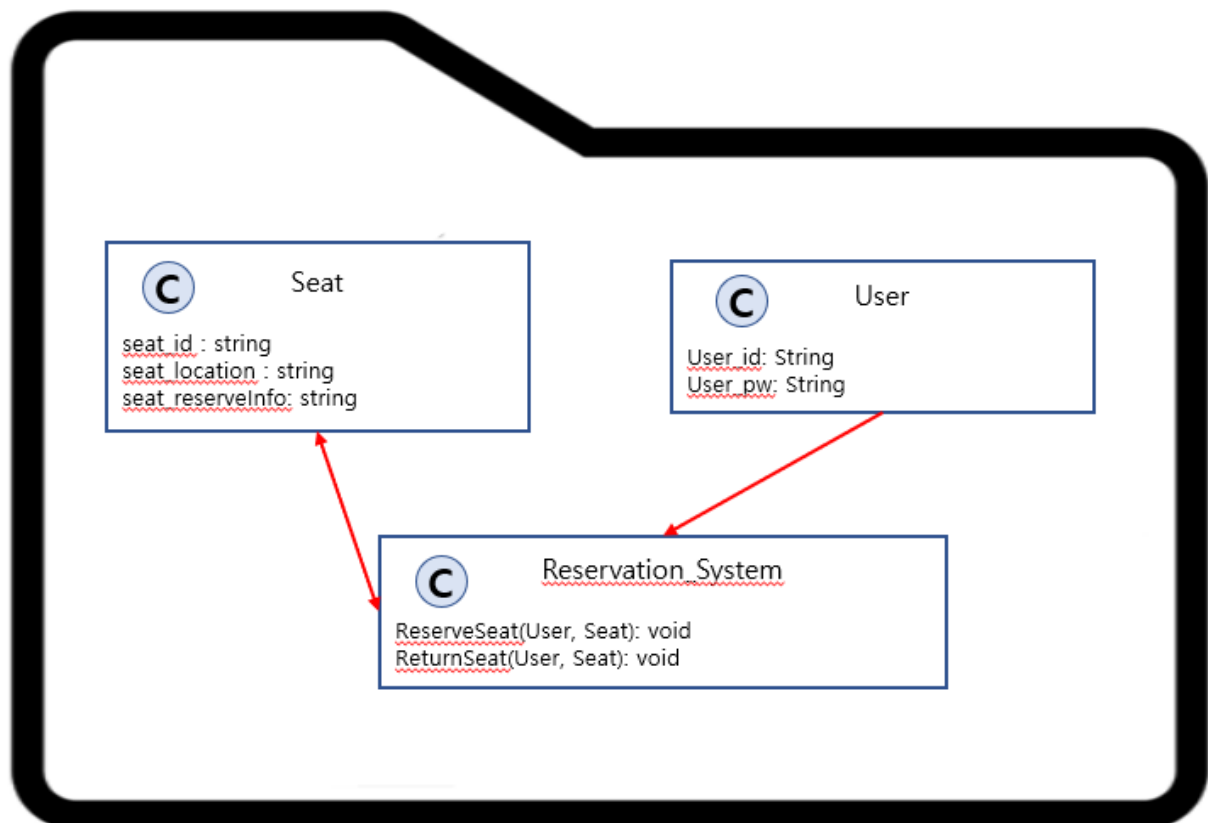 C Seat
seat_id : string
seat_location : string
seat_reserveInfo: string
C User
User_id: String
User_pw: String
C Reservation_System
ReserveSeat(User, Seat): void
ReturnSeat(User, Seat): void